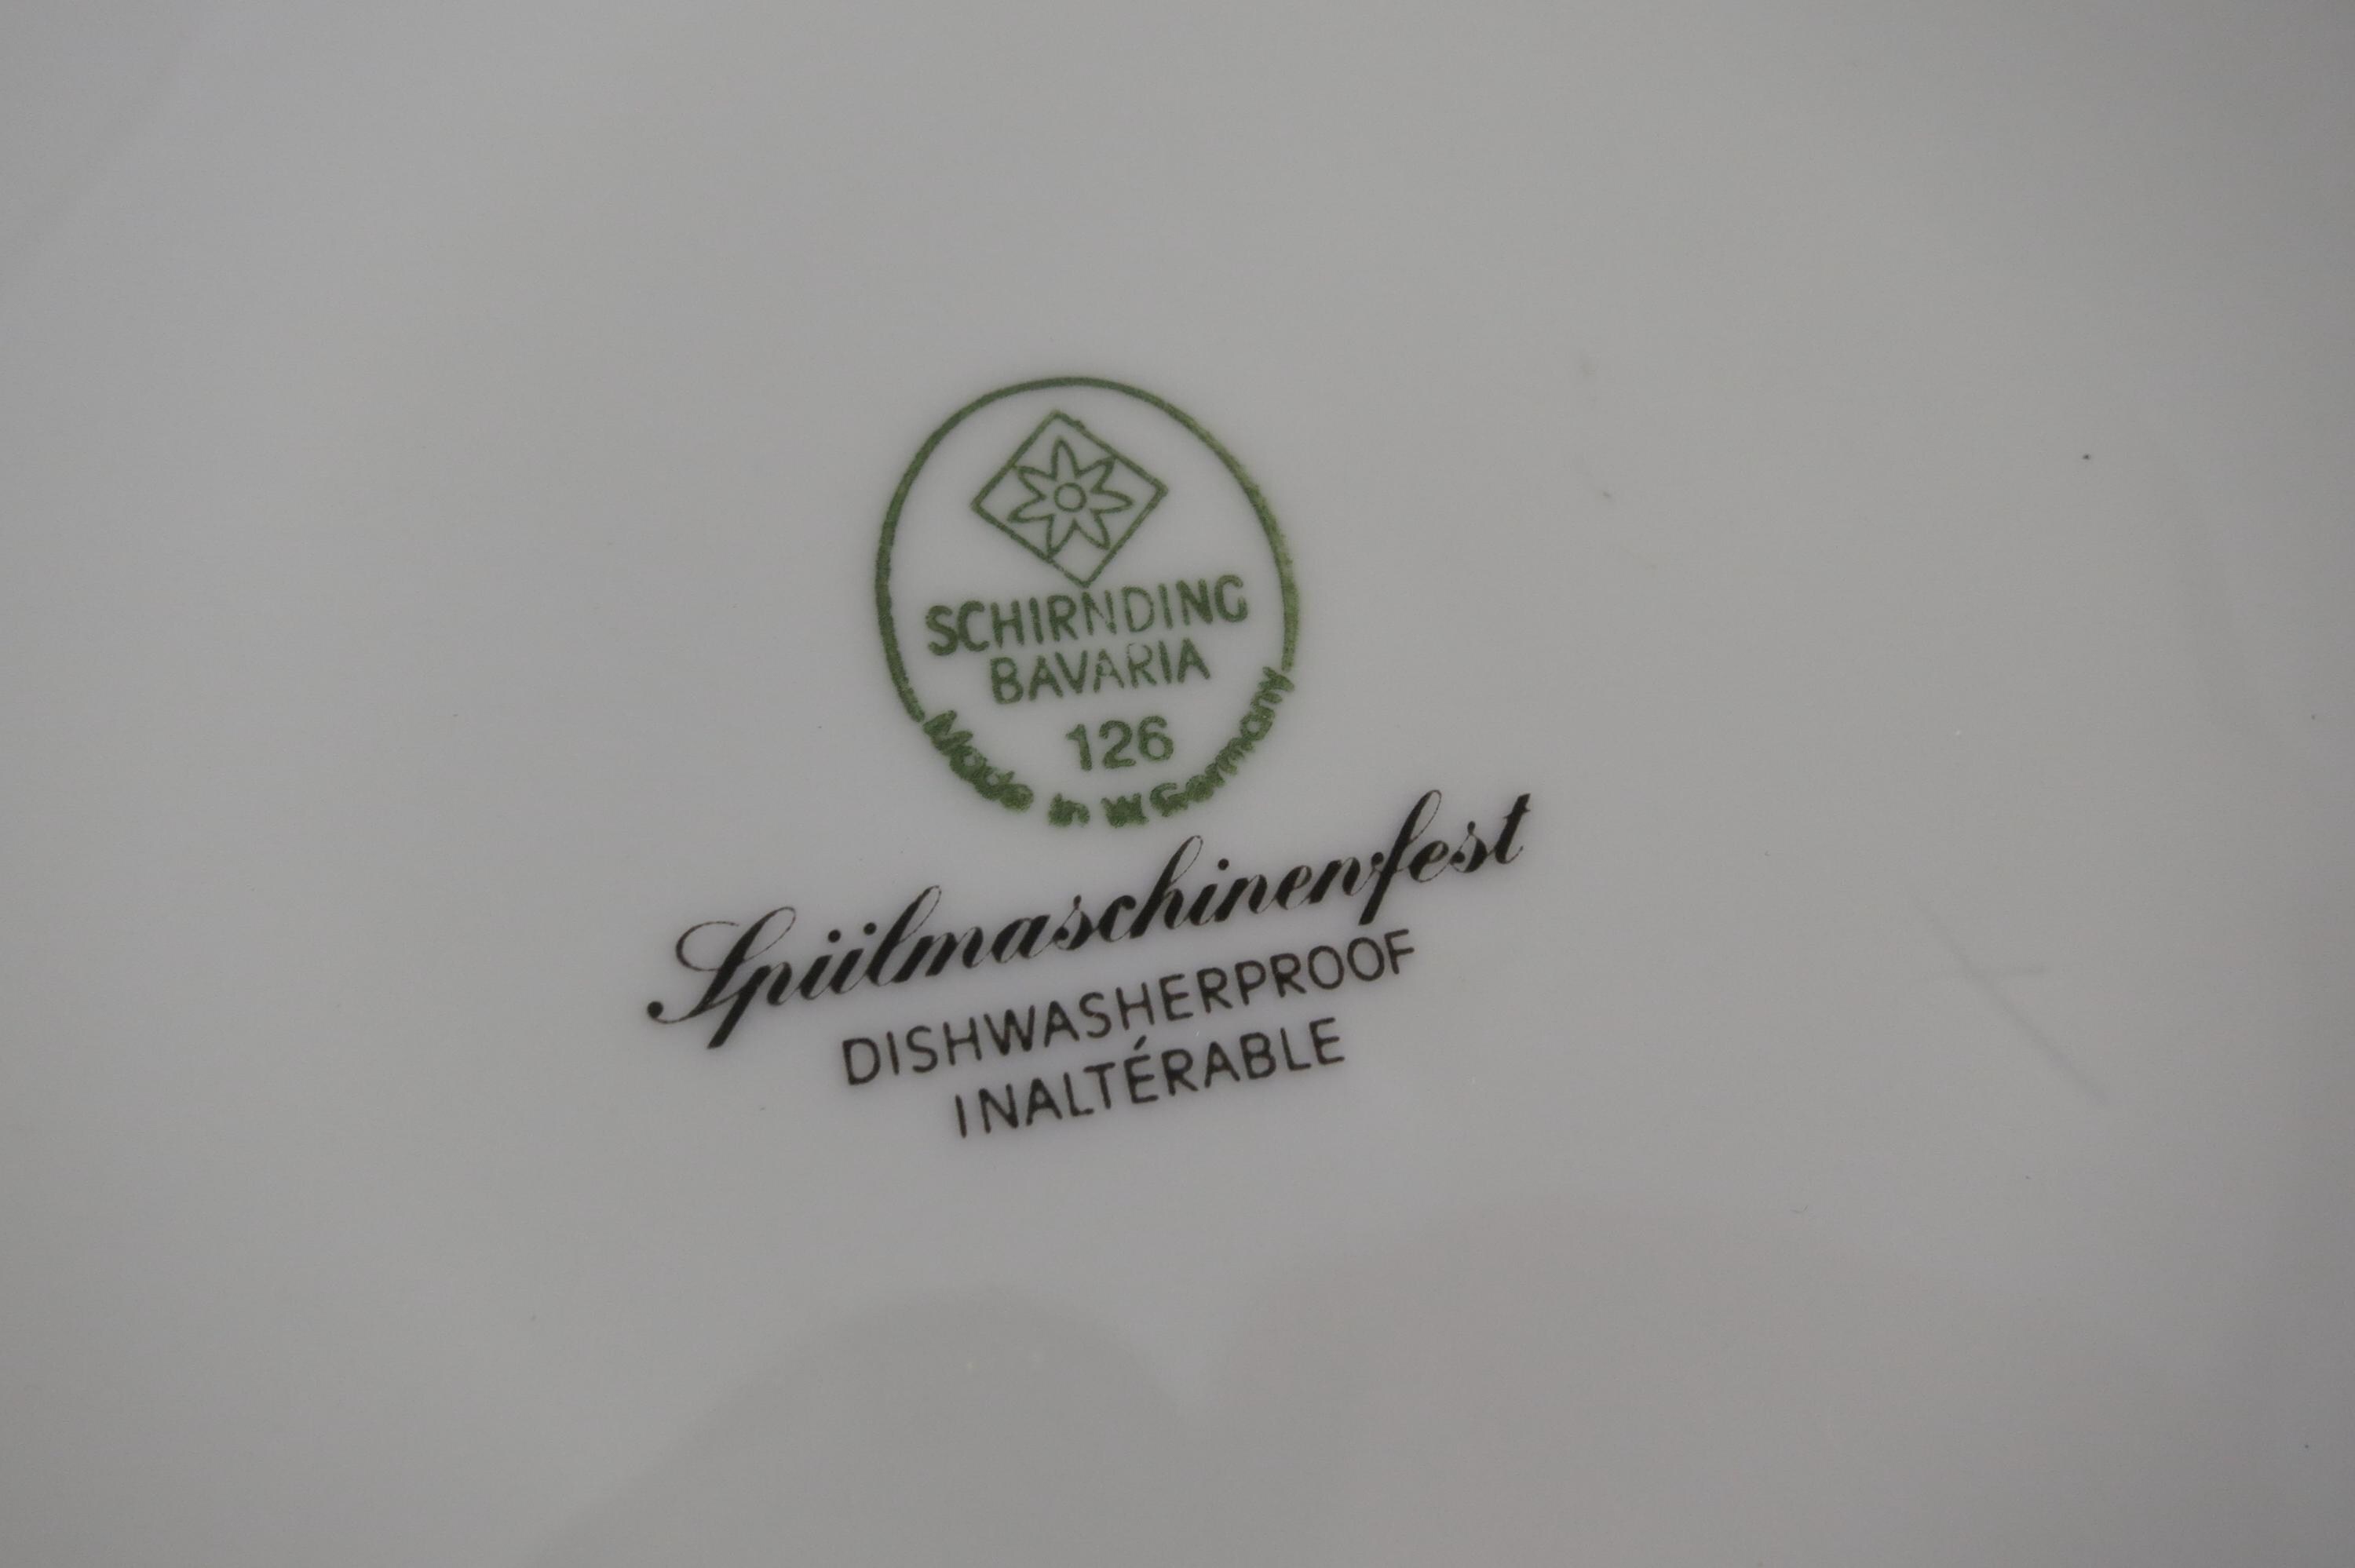 SCHIRNDING
BAVARIA
126
Made in W.Germany
Spülmaschinenfest
DISHWASHERPROOF
INALTÉRABLE